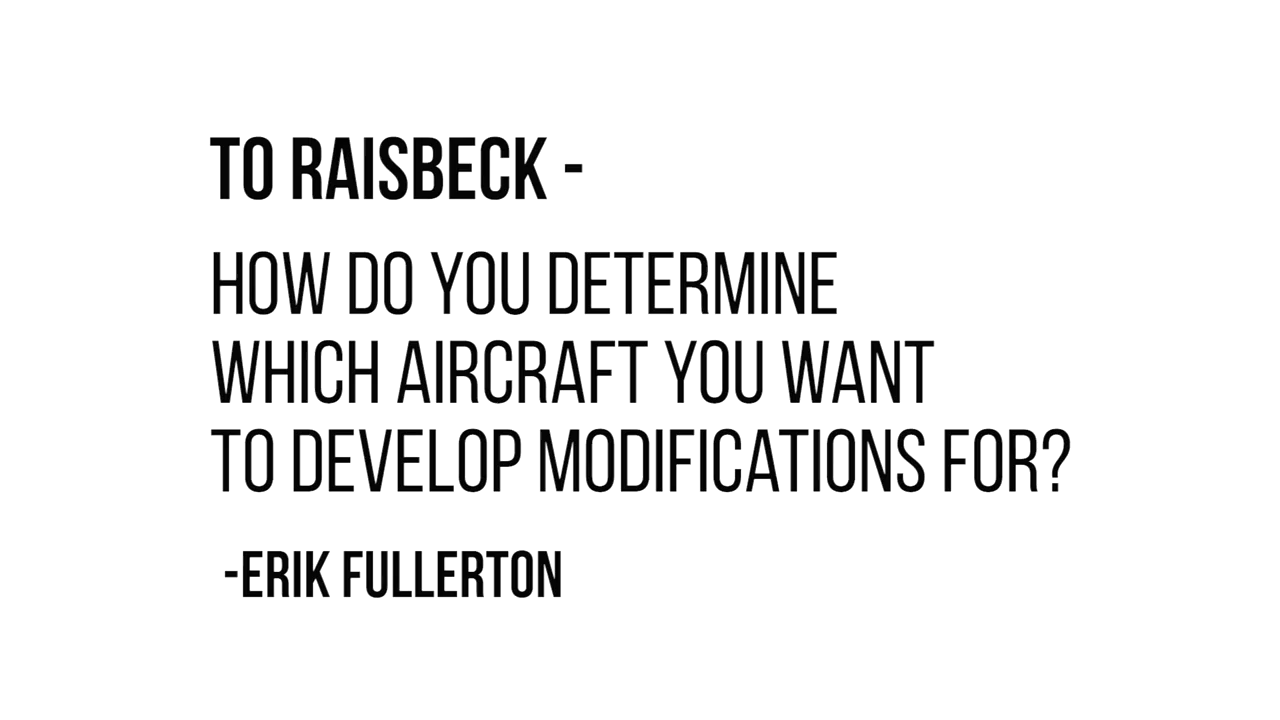 TO RAISBECK -
HOW DO YOU DETERMINE
WHICH AIRCRAFT YOU WANT
TO DEVELOP MODIFICATIONS FOR?
-ERIK FULLERTON